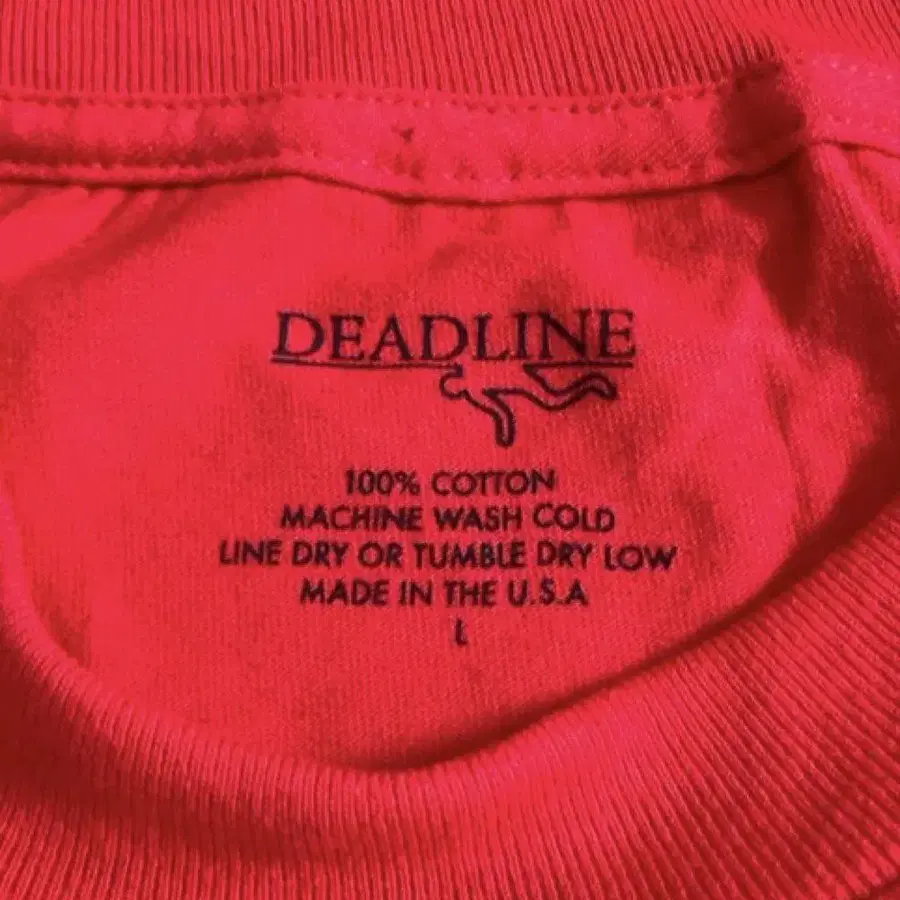 DEADLINE
100% COTTON
MACHINE WASH COLD
LINE DRY OR TUMBLE DRY LOW
MADE IN THE U.S.A
L